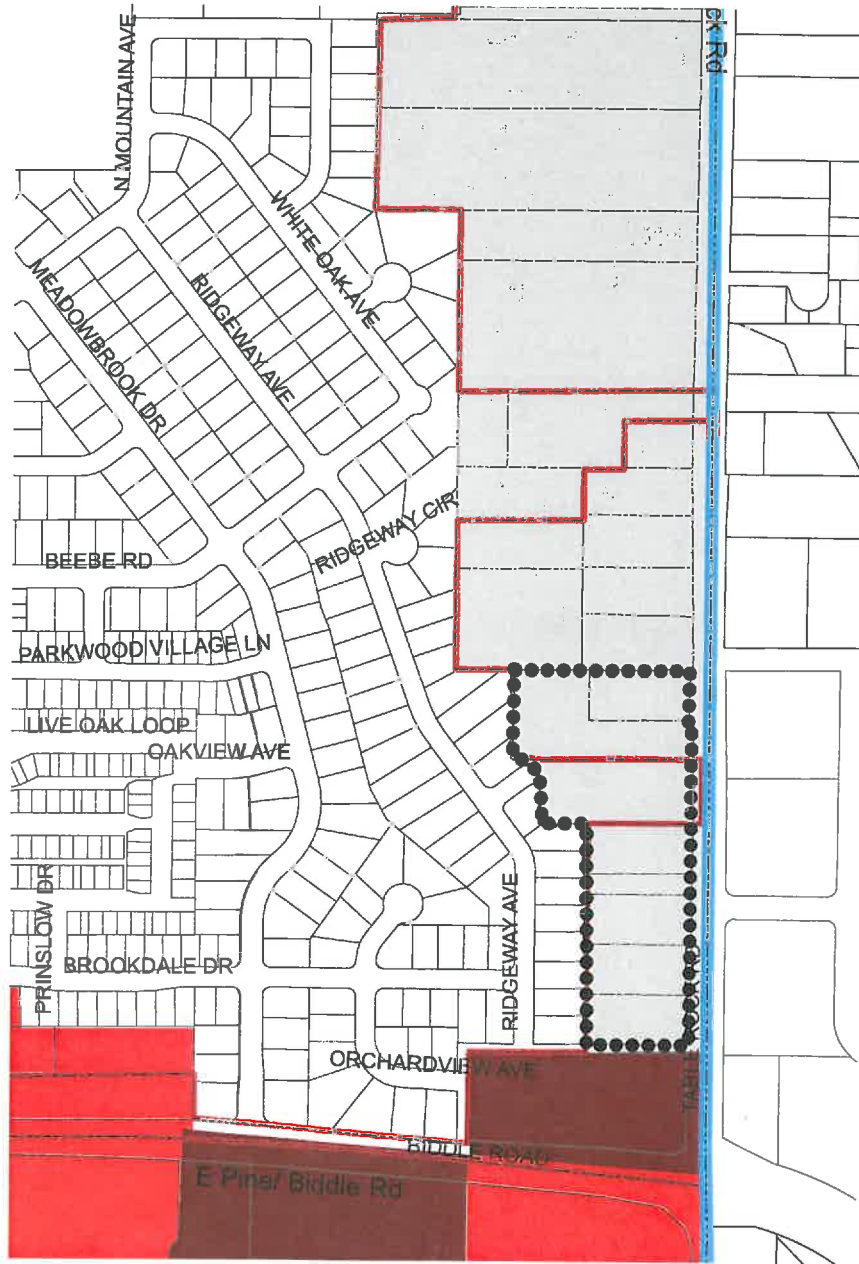 ck Rd
N MOUNTAIN AVE
WHITE OAK AVE
RIDGEWAY AVE
MEADOWBROOK DR
RIDGEWAY CIR
BEEBE RD
PARKWOOD VILLAGE LN
LIVE OAK LOOP
OAKVIEW AVE
PRINSLOW DR
RIDGEWAY AVE
BROOKDALE DR
ORCHARDVIEW AVE
BIDDLE ROAD
E Pine/ Biddle Rd